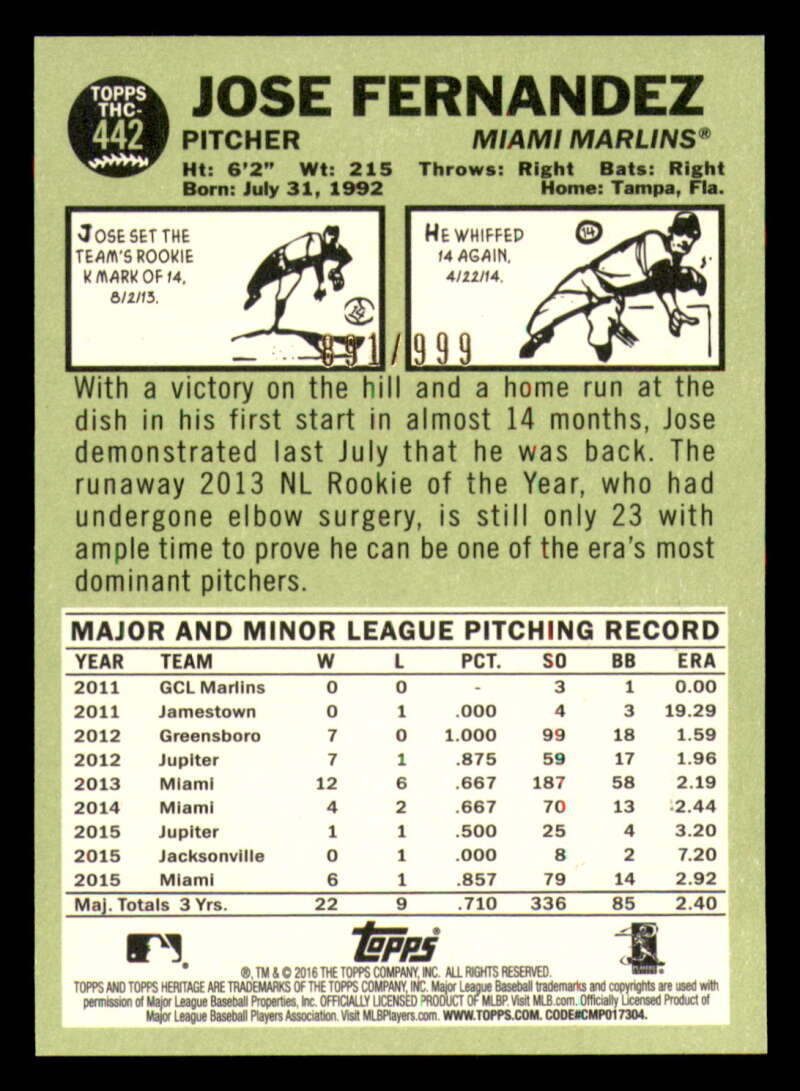 TOPPS
THC-
442
JOSE FERNANDEZ
PITCHER MIAMI MARLINS®
Ht: 6'2" Wt: 215 Throws: Right Bats: Right
Born: July 31, 1992 Home: Tampa, Fla.
JOSE SET THE
TEAM'S ROOKIE
K MARK OF 14,
8/2/13.
14
HE WHIFFED
14 AGAIN,
4/22/14.
14
891/999
With a victory on the hill and a home run at the
dish in his first start in almost 14 months, Jose
demonstrated last July that he was back. The
runaway 2013 NL Rookie of the Year, who had
undergone elbow surgery, is still only 23 with
ample time to prove he can be one of the era's most
dominant pitchers.
MAJOR AND MINOR LEAGUE PITCHING RECORD
YEAR TEAM W L PCT. SO BB ERA
2011 GCL Marlins 0 0 - 3 1 0.00
2011 Jamestown 0 1 .000 4 3 19.29
2012 Greensboro 7 0 1.000 99 18 1.59
2012 Jupiter 7 1 .875 59 17 1.96
2013 Miami 12 6 .667 187 58 2.19
2014 Miami 4 2 .667 70 13 2.44
2015 Jupiter 1 1 .500 25 4 3.20
2015 Jacksonville 0 1 .000 8 2 7.20
2015 Miami 6 1 .857 79 14 2.92
Maj. Totals 3 Yrs. 22 9 .710 336 85 2.40
Topps®
®, TM & © 2016 THE TOPPS COMPANY, INC. ALL RIGHTS RESERVED.
TOPPS AND TOPPS HERITAGE ARE TRADEMARKS OF THE TOPPS COMPANY, INC. Major League Baseball trademarks and copyrights are used with
permission of Major League Baseball Properties, Inc. OFFICIALLY LICENSED PRODUCT OF MLBP. Visit MLB.com. Officially Licensed Product of
Major League Baseball Players Association. Visit MLBPlayers.com. WWW.TOPPS.COM. CODE#CMP017304.